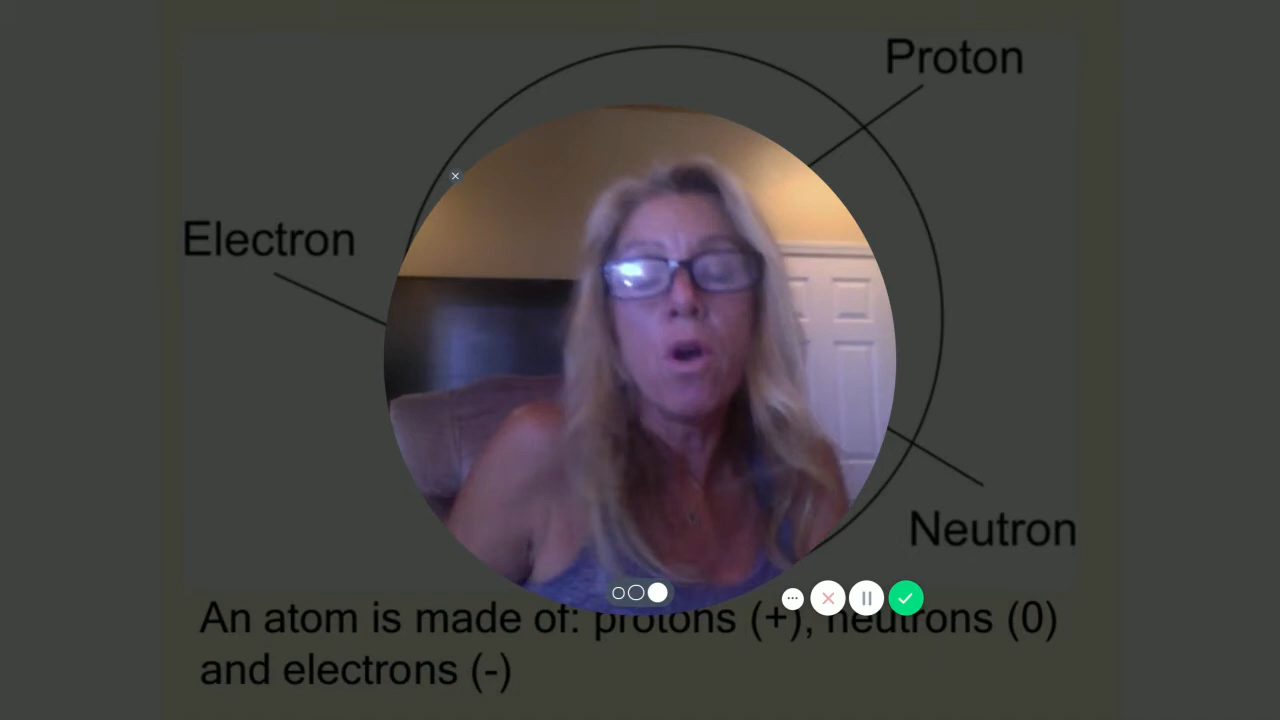 Proton
Electron
Neutron
An atom is made of: protons (+), neutrons (0)
and electrons (-)